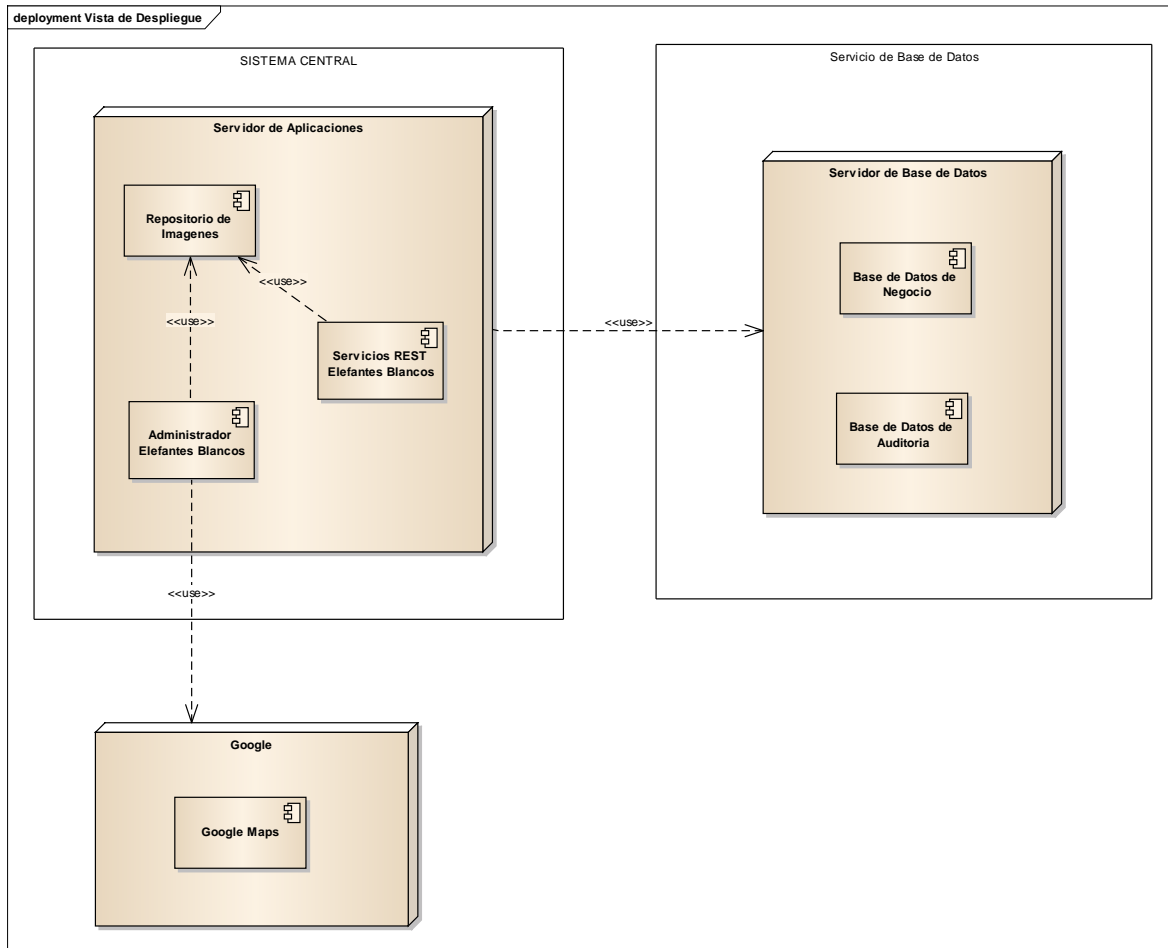 deployment Vista de Despliegue
SISTEMA CENTRAL
Servicio de Base de Datos
Servidor de Aplicaciones
Servidor de Base de Datos
Repositorio de
Imagenes
<<use>>
<<use>>
Servicios REST
Elefantes Blancos
Administrador
Elefantes Blancos
<<use>>
Base de Datos de
Negocio
Base de Datos de
Auditoria
<<use>>
Google
Google Maps